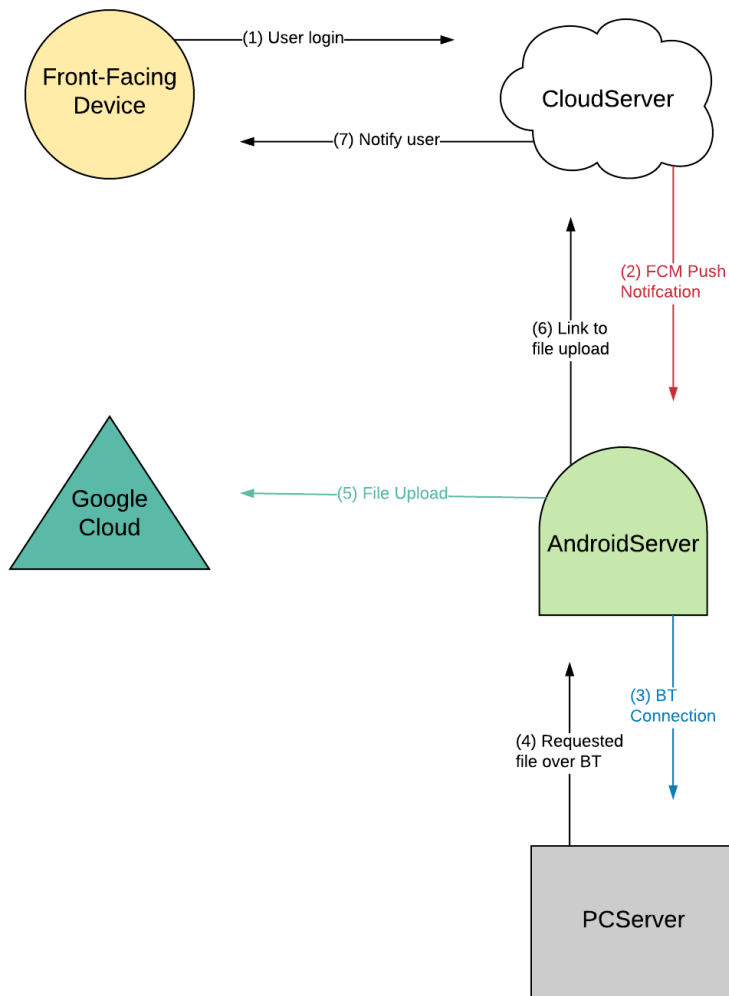 (1) User login
Front-Facing
Device
CloudServer
(7) Notify user
(2) FCM Push
Notifcation
(6) Link to
file upload
(5) File Upload
Google
Cloud
AndroidServer
(3) BT
Connection
(4) Requested
file over BT
PCServer